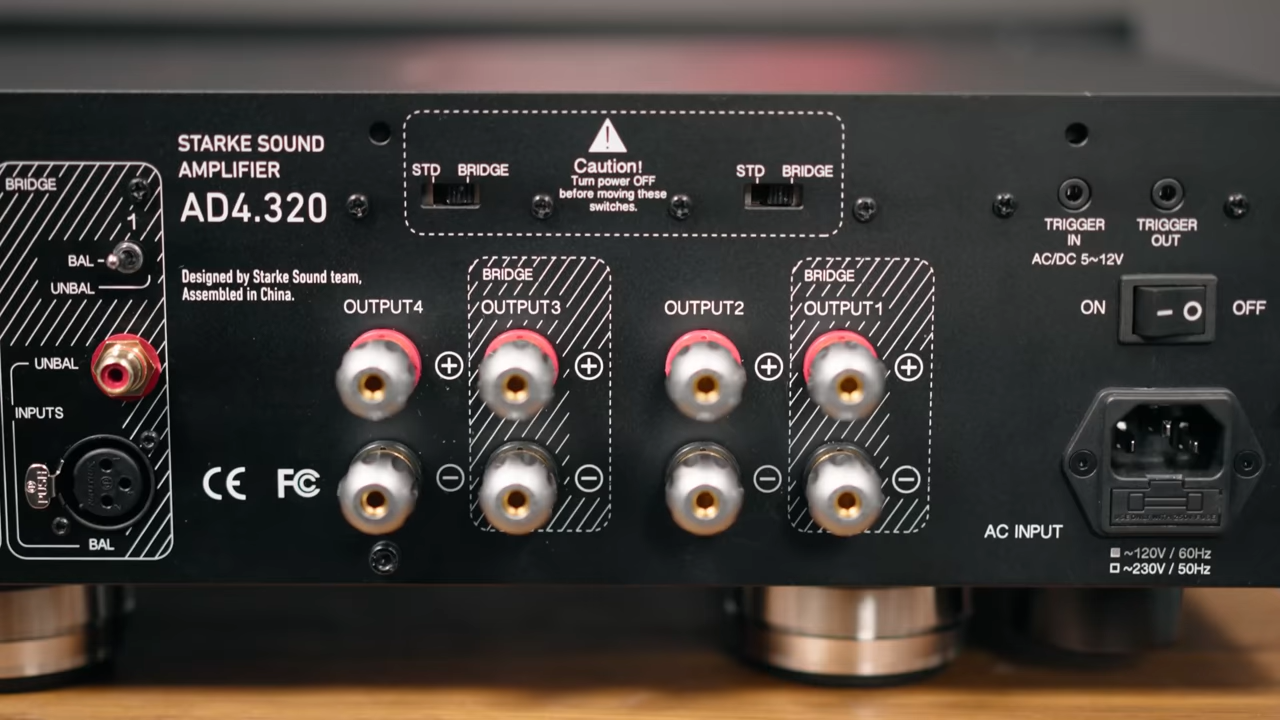 BRIDGE
1
BAL
UNBAL
UNBAL
INPUTS
PUSH
BAL
STARKE SOUND
AMPLIFIER
AD4.320
Designed by Starke Sound team,
Assembled in China.
CE FC
STD BRIDGE
Caution!
Turn power OFF
before moving these
switches.
STD BRIDGE
OUTPUT4
BRIDGE
OUTPUT3
OUTPUT2
BRIDGE
OUTPUT1
+ + + +
− − − −
TRIGGER
IN
AC/DC 5~12V
TRIGGER
OUT
ON
OFF
AC INPUT
~120V / 60Hz
~230V / 50Hz